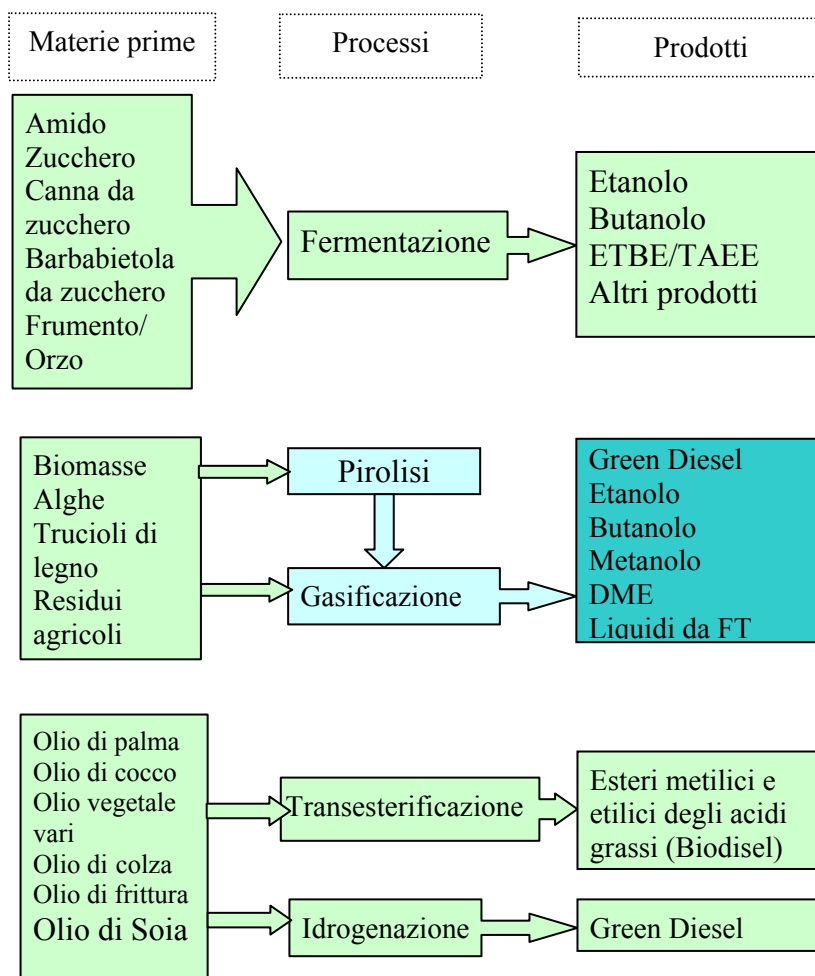 Materie prime
Processi
Prodotti
Amido
Zucchero
Canna da
zucchero
Barbabietola
da zucchero
Frumento/
Orzo
Fermentazione
Etanolo
Butanolo
ETBE/TAEE
Altri prodotti
Biomasse
Alghe
Trucioli di
legno
Residui
agricoli
Pirolisi
Gasificazione
Green Diesel
Etanolo
Butanolo
Metanolo
DME
Liquidi da FT
Olio di palma
Olio di cocco
Olio vegetale
vari
Olio di colza
Olio di frittura
Olio di Soia
Transesterificazione
Esteri metilici e
etilici degli acidi
grassi (Biodisel)
Idrogenazione
Green Diesel